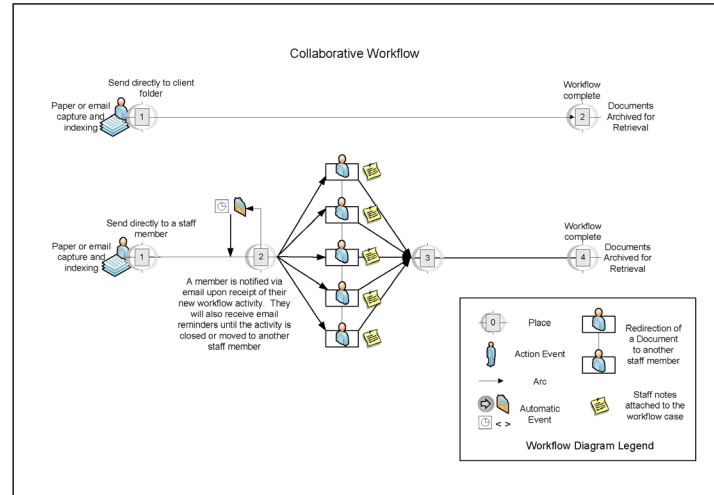 Collaborative Workflow
Send directly to client
folder
Paper or email
capture and
indexing
1
Workflow
complete
2
Documents
Archived for
Retrieval
Send directly to a staff
member
Paper or email
capture and
indexing
1
2
A member is notified via
email upon receipt of their
new workflow activity. They
will also receive email
reminders until the activity is
closed or moved to another
staff member
3
Workflow
complete
4
Documents
Archived for
Retrieval
0
Place
Action Event
Arc
Automatic
Event
< >
Redirection of
a Document
to another
staff member
Staff notes
attached to the
workflow case
Workflow Diagram Legend